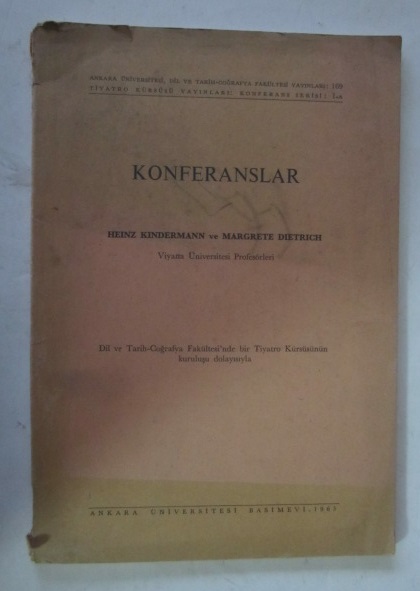 ANKARA ÜNİVERSİTESİ, DİL VE TARİH-COĞRAFYA FAKÜLTESİ YAYINLARI:
TİYATRO KÜRSÜSÜ YAYINLARI: KONFERANS SERİSİ:
KONFERANSLAR
HEINZ KINDERMANN ve MARGRETE DIETRICH
Viyana Üniversitesi Profesörleri
Dil ve Tarih-Coğrafya Fakültesi'nde bir Tiyatro Kürsüsünün
kuruluşu dolayısıyla
ANKARA ÜNİVERSİTESİ BASIMEVİ.